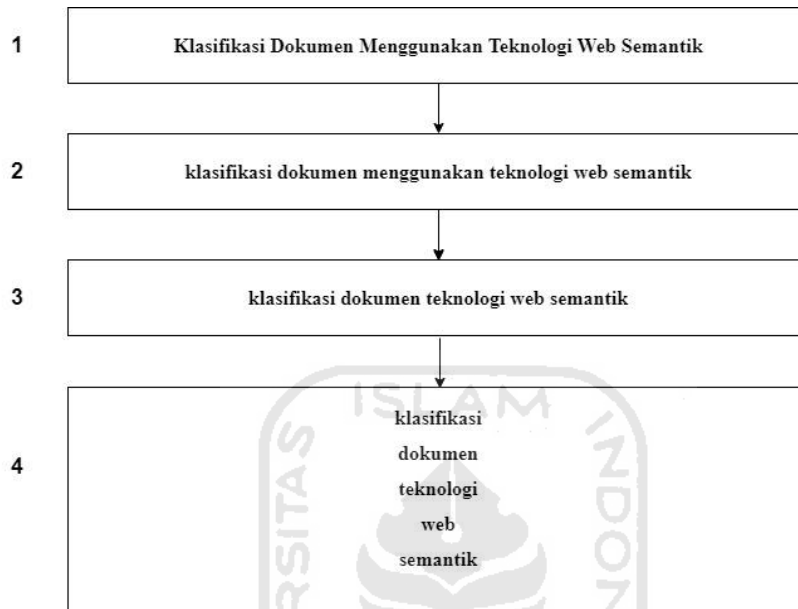 1
Klasifikasi Dokumen Menggunakan Teknologi Web Semantik
2
klasifikasi dokumen menggunakan teknologi web semantik
3
klasifikasi dokumen teknologi web semantik
4
klasifikasi
dokumen
teknologi
web
semantik
ISLAM